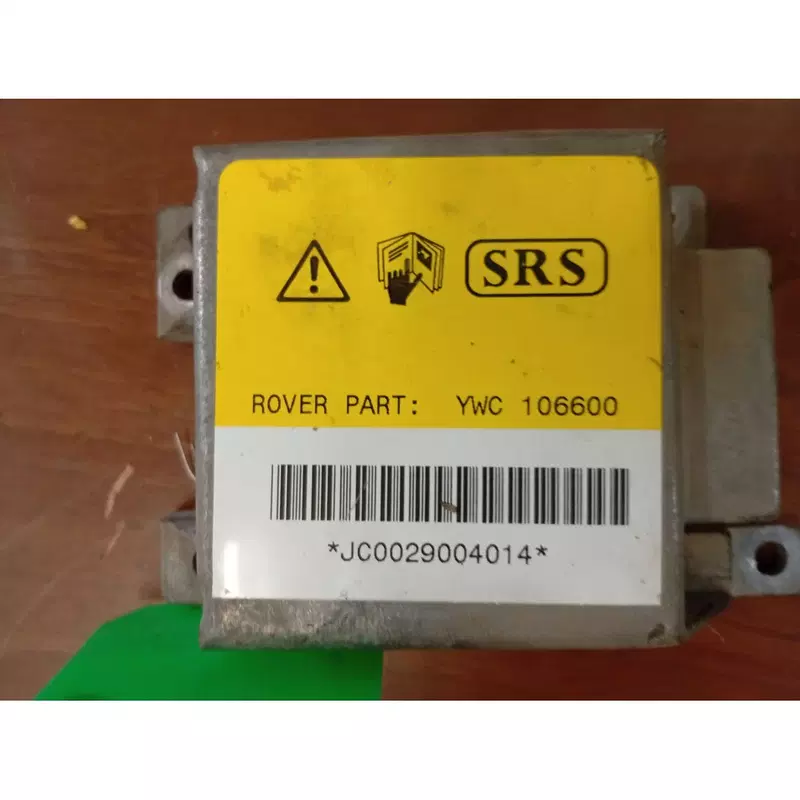 SRS
ROVER PART: YWC 106600
*JC0029004014*